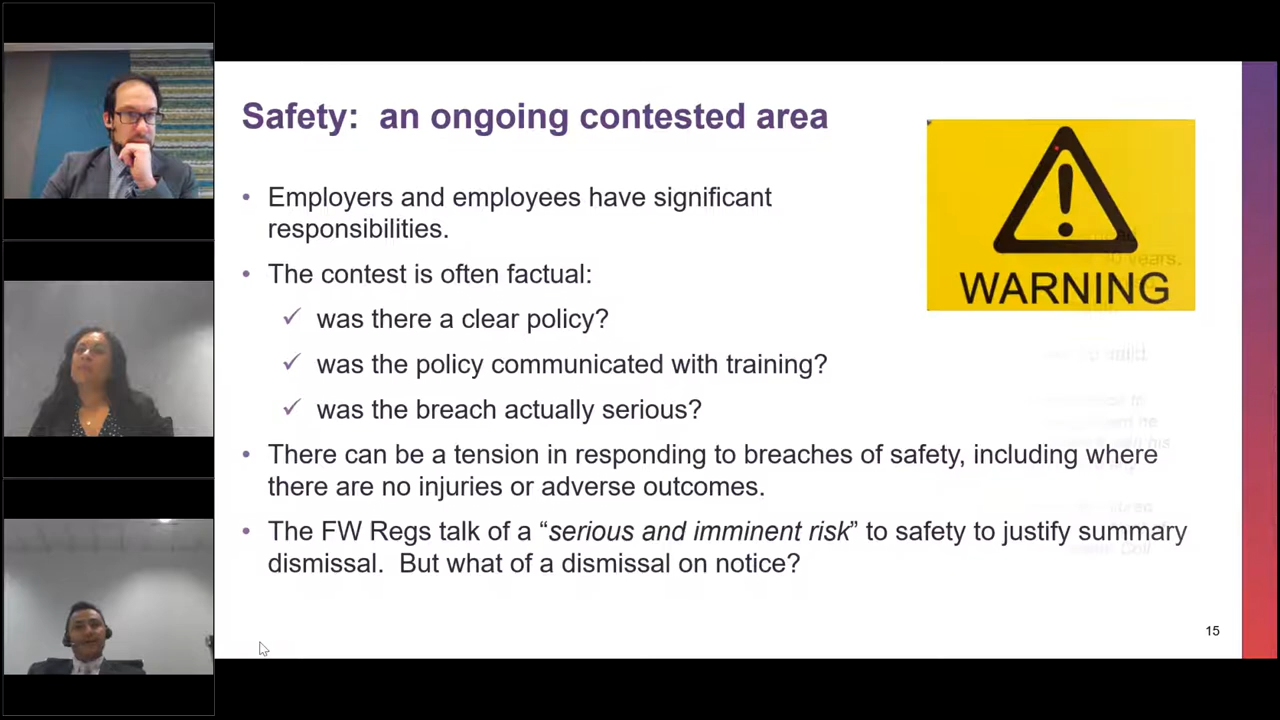 Safety: an ongoing contested area
• Employers and employees have significant
responsibilities.
• The contest is often factual:
✓ was there a clear policy?
✓ was the policy communicated with training?
✓ was the breach actually serious?
• There can be a tension in responding to breaches of safety, including where
there are no injuries or adverse outcomes.
• The FW Regs talk of a “serious and imminent risk” to safety to justify summary
dismissal. But what of a dismissal on notice?
WARNING
15